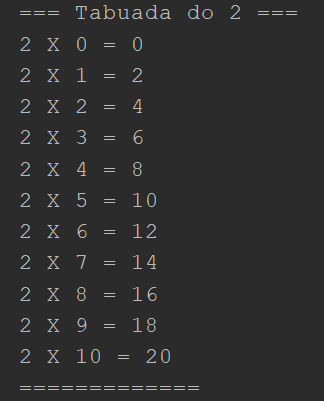 === Tabuada do 2 ===
2 X 0 = 0
2 X 1 = 2
2 X 2 = 4
2 X 3 = 6
2 X 4 = 8
2 X 5 = 10
2 X 6 = 12
2 X 7 = 14
2 X 8 = 16
2 X 9 = 18
2 X 10 = 20
=============